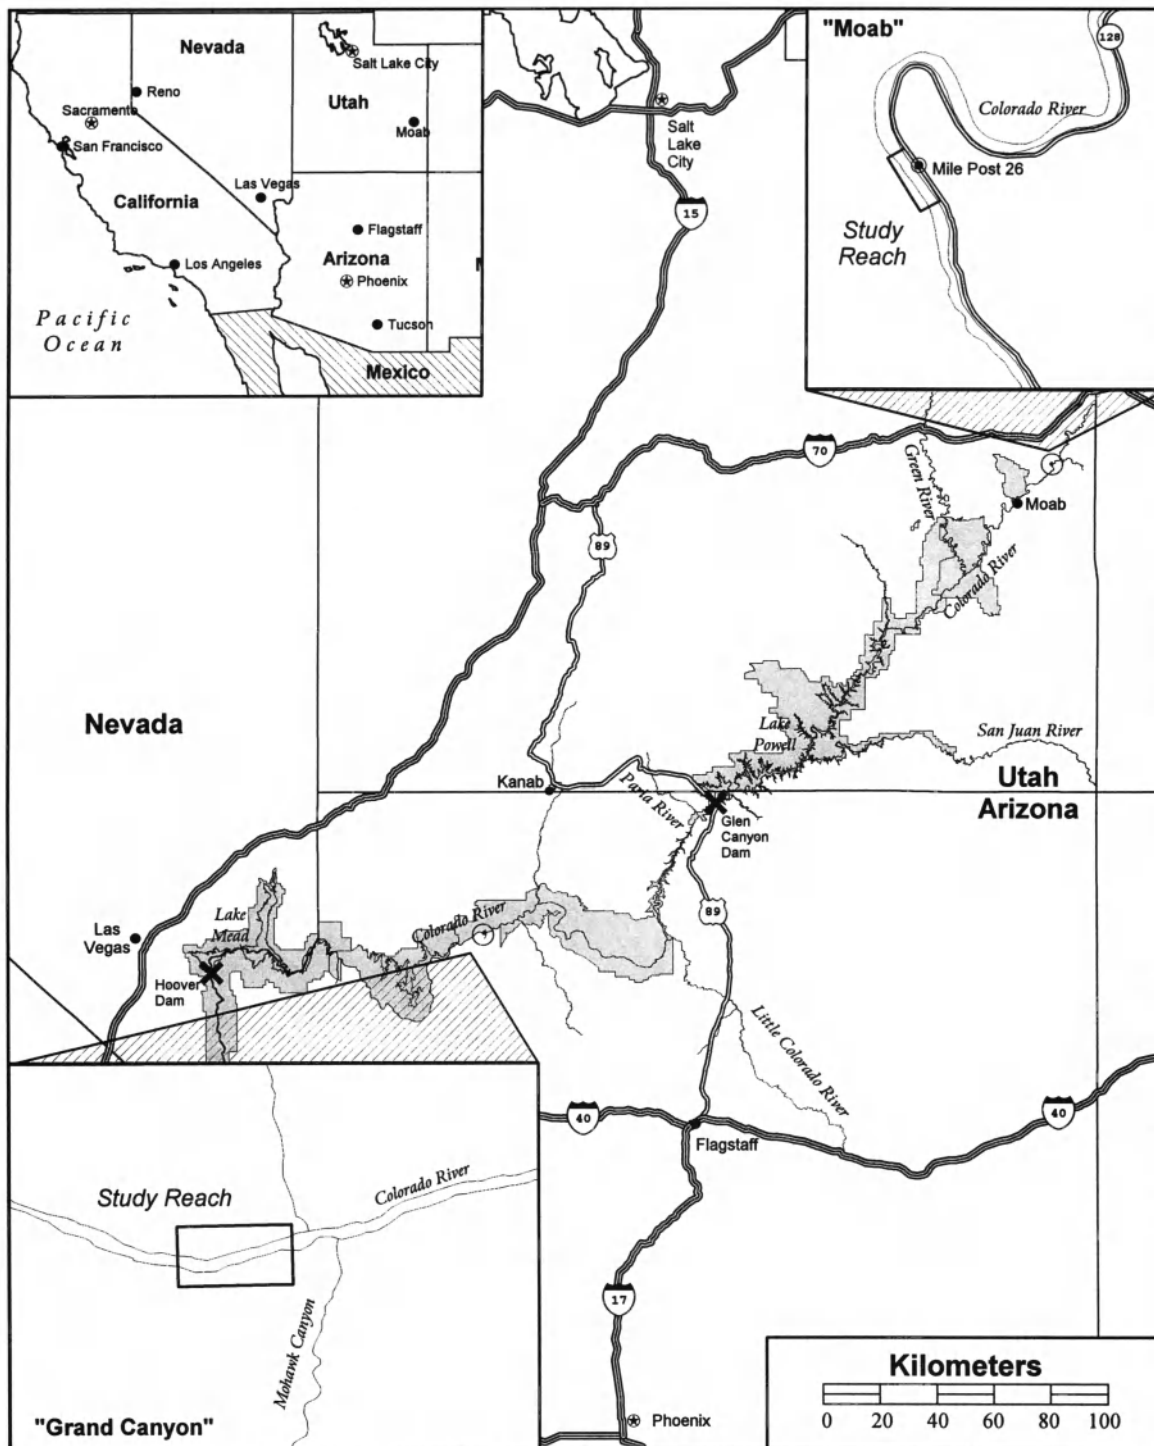 Nevada
Salt Lake City
Reno
Utah
Sacramento
Moab
San Francisco
Las Vegas
California
Flagstaff
Los Angeles
Arizona
Phoenix
Pacific
Ocean
Tucson
Mexico
"Moab"
128
Colorado River
Mile Post 26
Study
Reach
Salt
Lake
City
15
70
Green River
Moab
89
Colorado River
Nevada
Lake
Powell
San Juan River
Kanab
Paria River
Utah
Arizona
Glen
Canyon
Dam
89
Las
Vegas
Lake
Mead
Colorado River
Hoover
Dam
Little Colorado River
40
40
Flagstaff
17
Phoenix
Study Reach
Colorado River
Mohawk Canyon
"Grand Canyon"
Kilometers
0 20 40 60 80 100